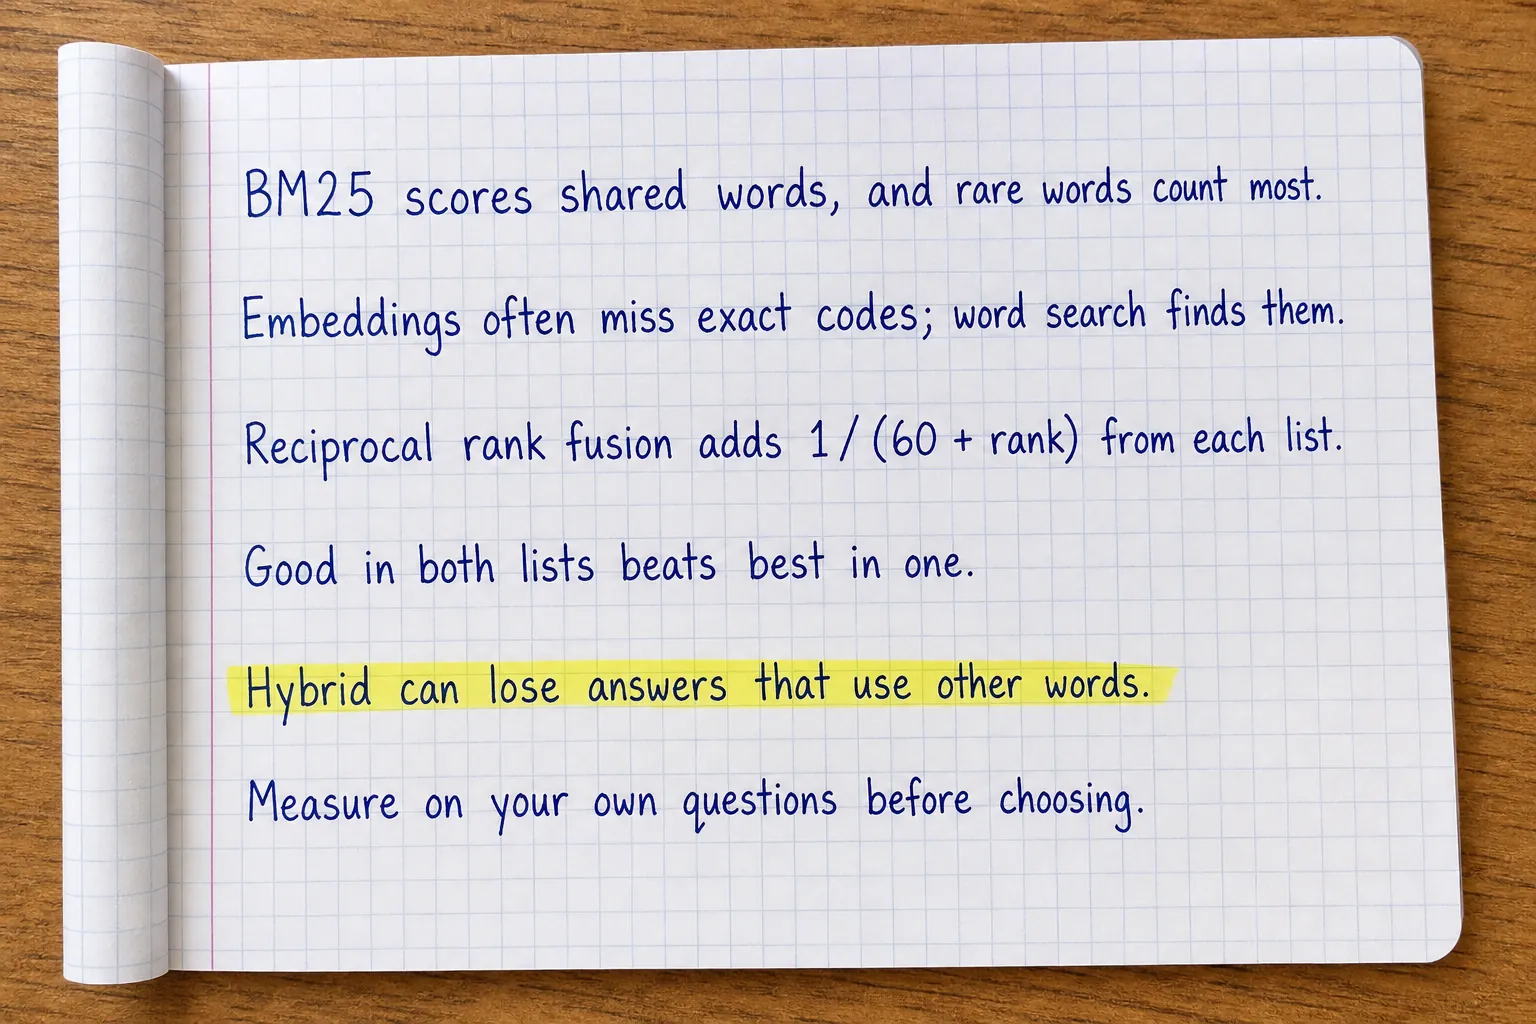 BM25 scores shared words, and rare words count most.
Embeddings often miss exact codes; word search finds them.
Reciprocal rank fusion adds 1/(60 + rank) from each list.
Good in both lists beats best in one.
Hybrid can lose answers that use other words.
Measure on your own questions before choosing.